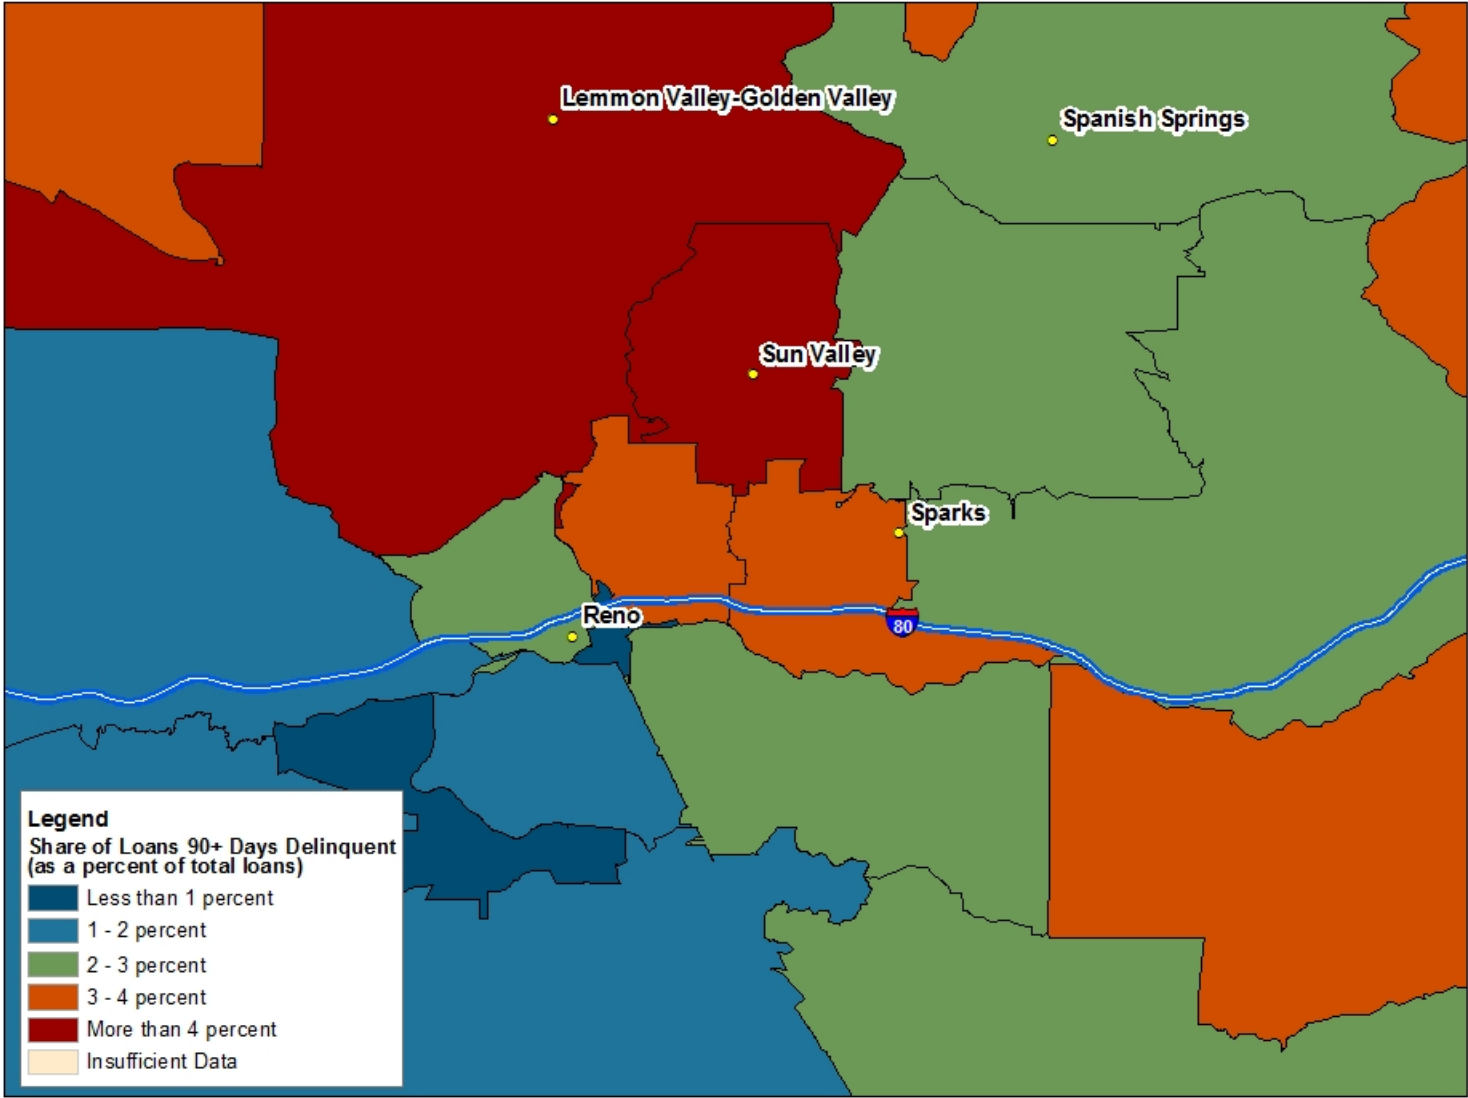 Lemmon Valley-Golden Valley
Spanish Springs
Sun Valley
Sparks
Reno
80
Legend
Share of Loans 90+ Days Delinquent
(as a percent of total loans)
Less than 1 percent
1 - 2 percent
2 - 3 percent
3 - 4 percent
More than 4 percent
Insufficient Data